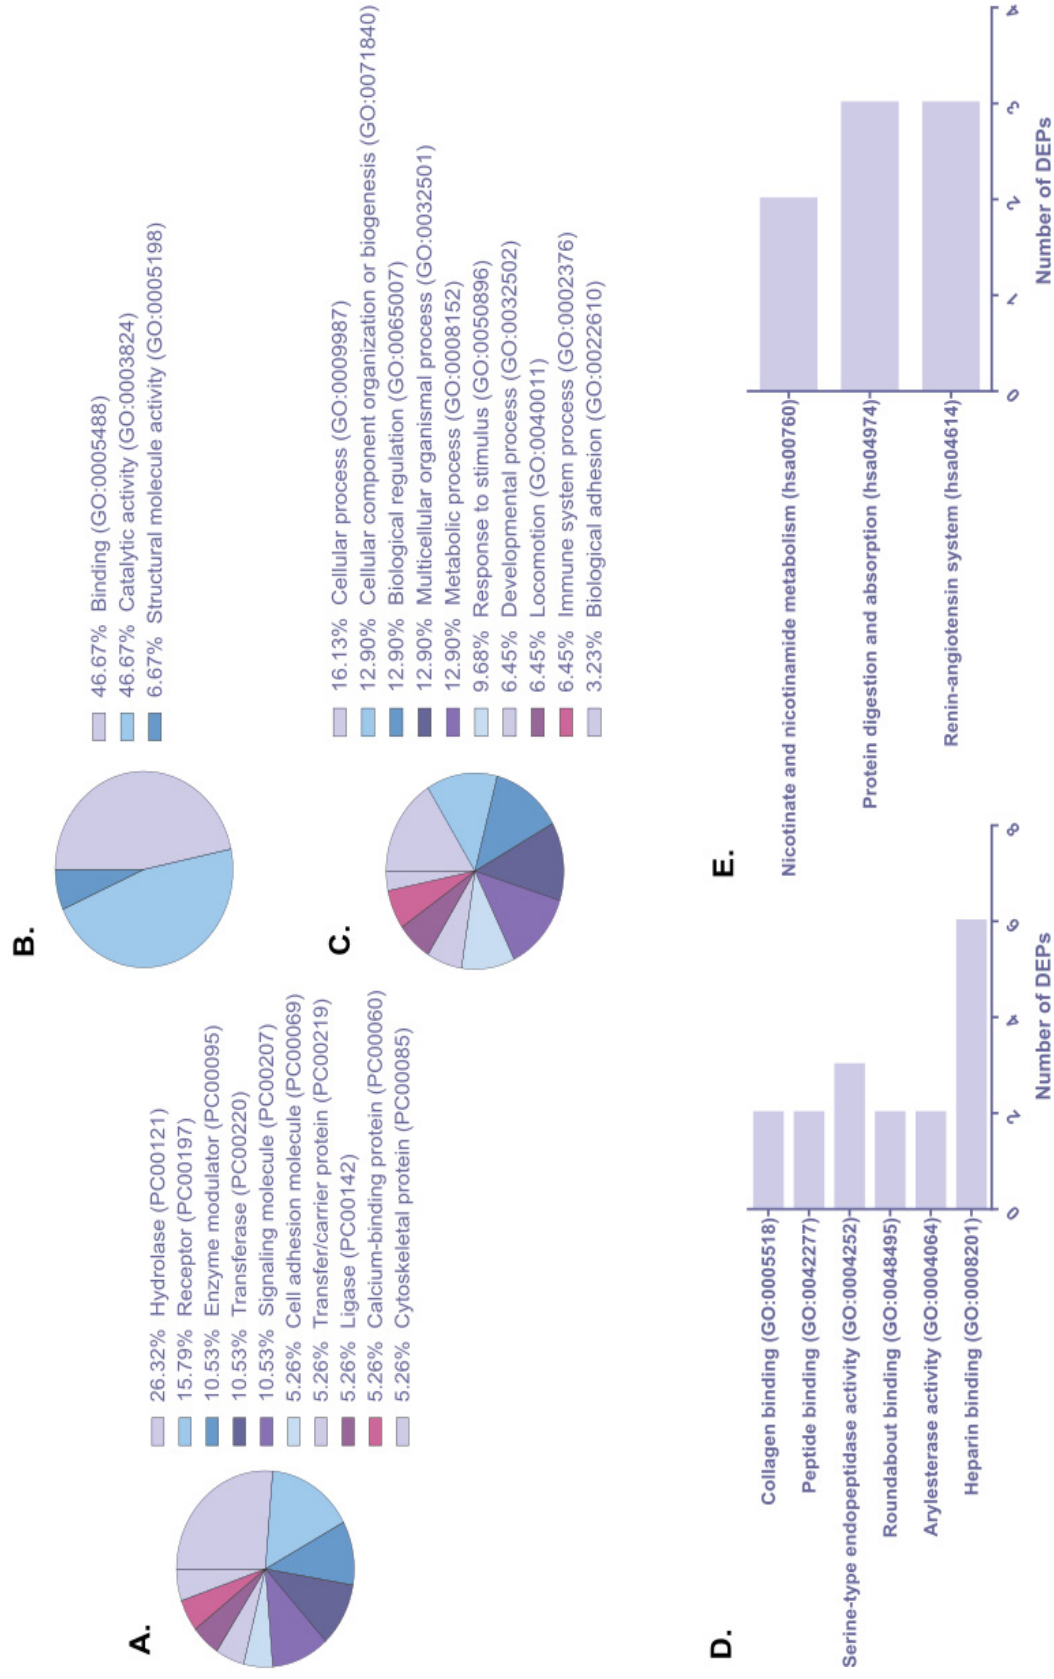 A.
26.32% Hydrolase (PC00121)
15.79% Receptor (PC00197)
10.53% Enzyme modulator (PC00095)
10.53% Transferase (PC00220)
10.53% Signaling molecule (PC00207)
5.26% Cell adhesion molecule (PC00069)
5.26% Transfer/carrier protein (PC00219)
5.26% Ligase (PC00142)
5.26% Calcium-binding protein (PC00060)
5.26% Cytoskeletal protein (PC00085)
B.
46.67% Binding (GO:0005488)
46.67% Catalytic activity (GO:0003824)
6.67% Structural molecule activity (GO:0005198)
C.
16.13% Cellular process (GO:0009987)
12.90% Cellular component organization or biogenesis (GO:0071840)
12.90% Biological regulation (GO:0065007)
12.90% Multicellular organismal process (GO:0032501)
12.90% Metabolic process (GO:0008152)
9.68% Response to stimulus (GO:0050896)
6.45% Developmental process (GO:0032502)
6.45% Locomotion (GO:0040011)
6.45% Immune system process (GO:0002376)
3.23% Biological adhesion (GO:0022610)
D.
Collagen binding (GO:0005518)
Peptide binding (GO:0042277)
Serine-type endopeptidase activity (GO:0004252)
Roundabout binding (GO:0048495)
Arylesterase activity (GO:0004064)
Heparin binding (GO:0008201)
0 2 4 6 8
Number of DEPs
E.
Nicotinate and nicotinamide metabolism (hsa00760)
Protein digestion and absorption (hsa04974)
Renin-angiotensin system (hsa04614)
0 1 2 3 4
Number of DEPs